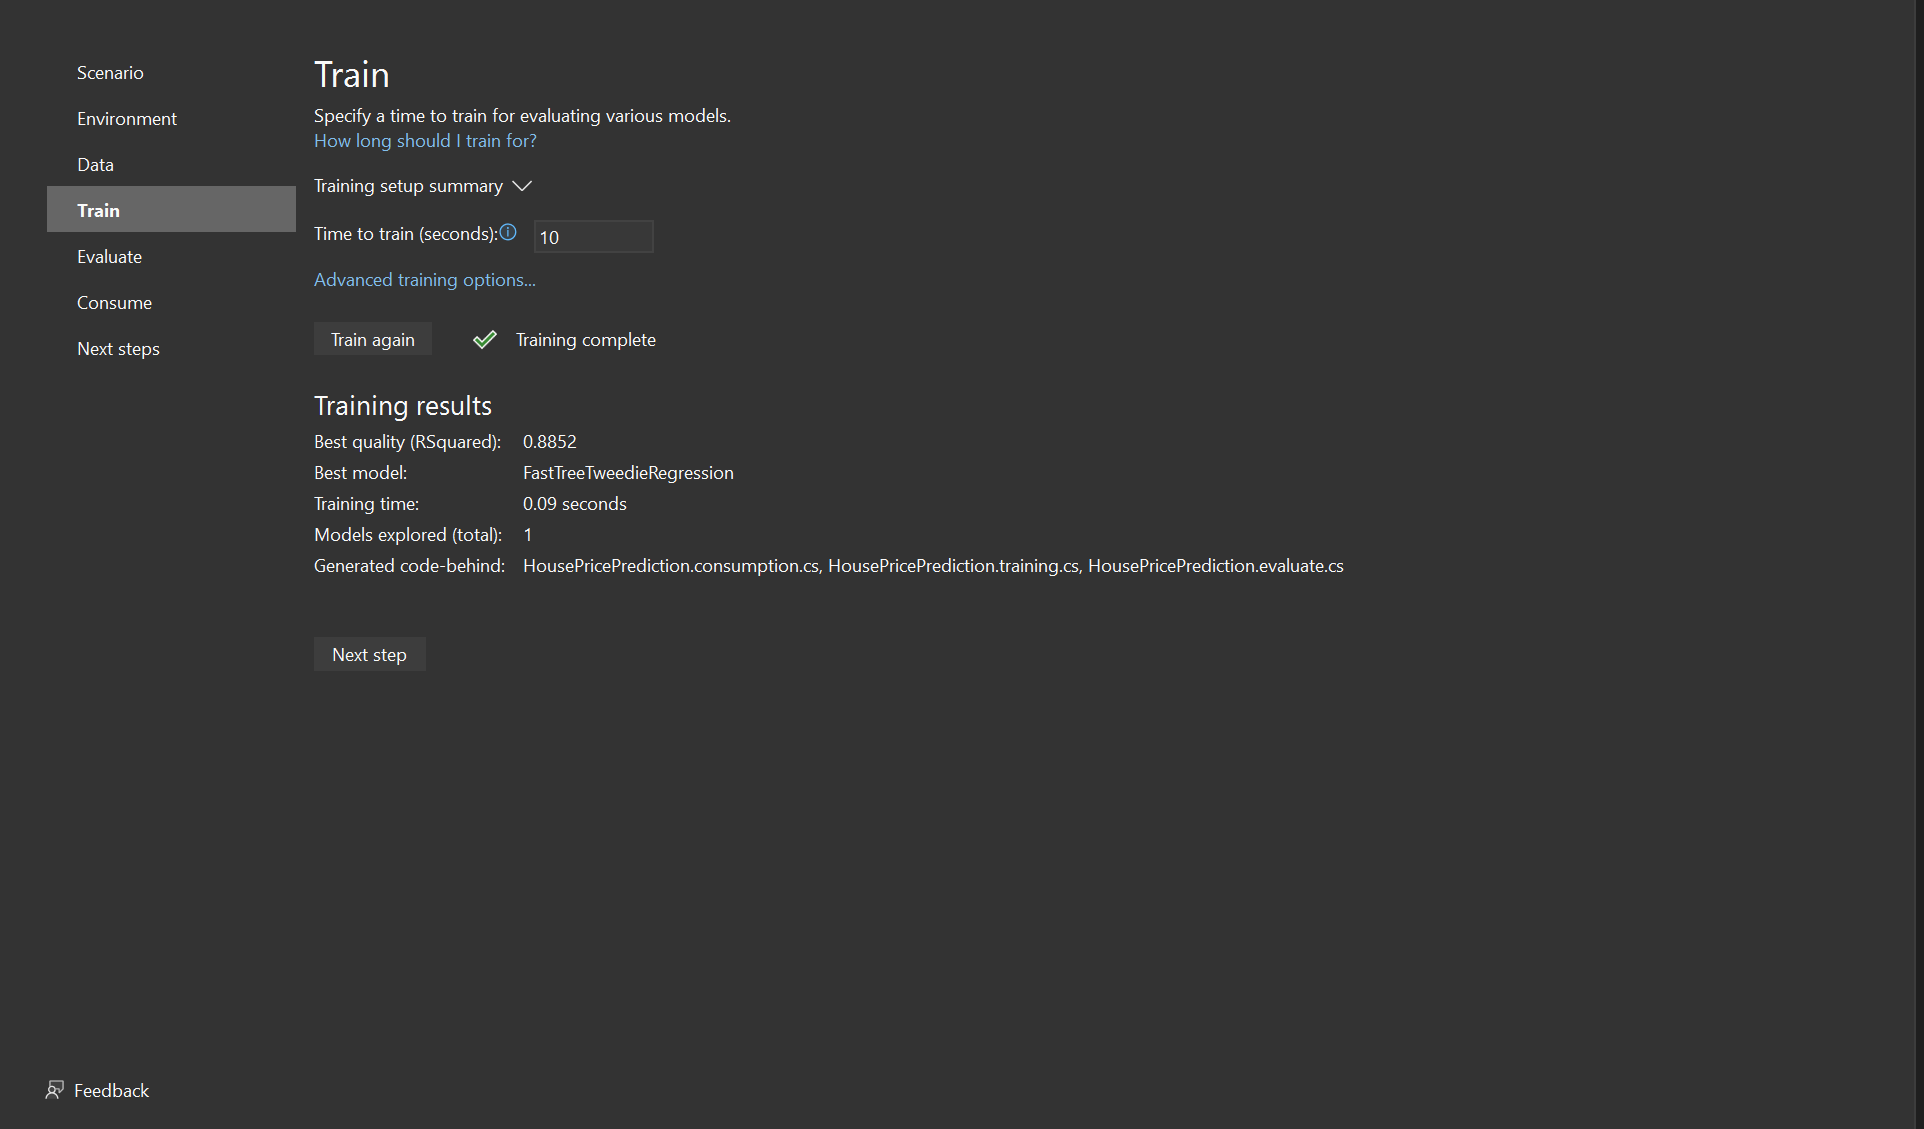 Scenario
Environment
Data
Train
Evaluate
Consume
Next steps
Train
Specify a time to train for evaluating various models.
How long should I train for?
Training setup summary
Time to train (seconds): 10
Advanced training options...
Train again Training complete
Training results
Best quality (RSquared): 0.8852
Best model: FastTreeTweedieRegression
Training time: 0.09 seconds
Models explored (total): 1
Generated code-behind: HousePricePrediction.consumption.cs, HousePricePrediction.training.cs, HousePricePrediction.evaluate.cs
Next step
Feedback